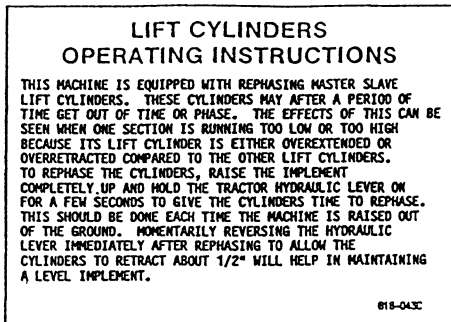 LIFT CYLINDERS
OPERATING INSTRUCTIONS
THIS MACHINE IS EQUIPPED WITH REPHASING MASTER SLAVE
LIFT CYLINDERS. THESE CYLINDERS MAY AFTER A PERIOD OF
TIME GET OUT OF TIME OR PHASE. THE EFFECTS OF THIS CAN BE
SEEN WHEN ONE SECTION IS RUNNING TOO LOW OR TOO HIGH
BECAUSE ITS LIFT CYLINDER IS EITHER OVEREXTENDED OR
OVERRETRACTED COMPARED TO THE OTHER LIFT CYLINDERS.
TO REPHASE THE CYLINDERS, RAISE THE IMPLEMENT
COMPLETELY.UP AND HOLD THE TRACTOR HYDRAULIC LEVER ON
FOR A FEW SECONDS TO GIVE THE CYLINDERS TIME TO REPHASE.
THIS SHOULD BE DONE EACH TIME THE MACHINE IS RAISED OUT
OF THE GROUND. MOMENTARILY REVERSING THE HYDRAULIC
LEVER IMMEDIATELY AFTER REPHASING TO ALLOW THE
CYLINDERS TO RETRACT ABOUT 1/2" WILL HELP IN MAINTAINING
A LEVEL IMPLEMENT.
818-043C